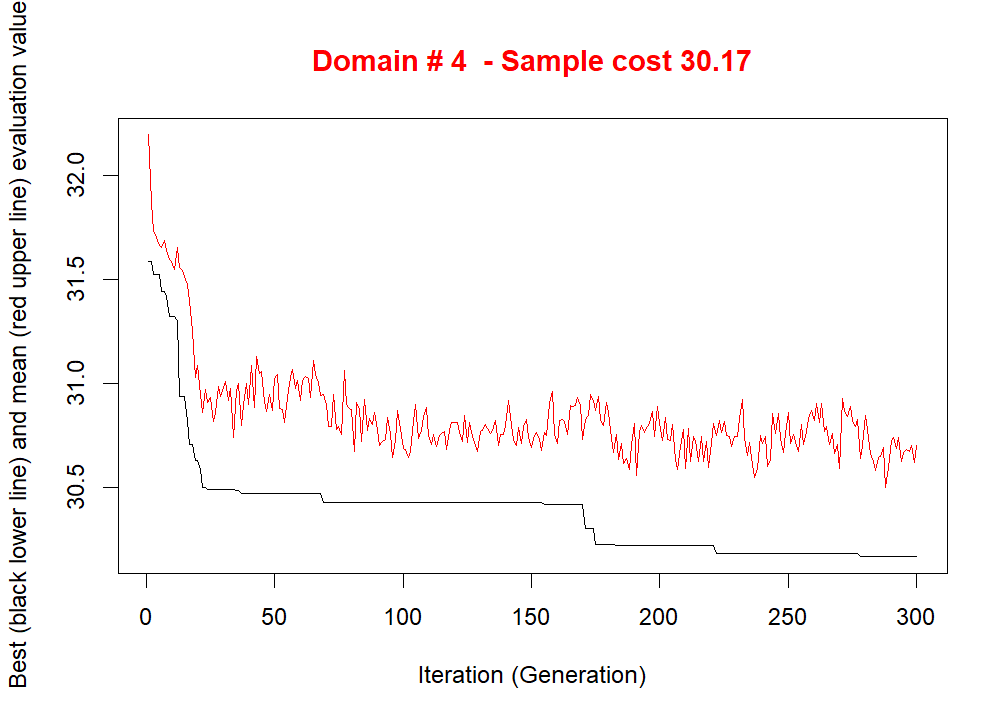 Domain # 4  - Sample cost 30.17
Best (black lower line) and mean (red upper line) evaluation value
32.0
31.5
31.0
30.5
0 50 100 150 200 250 300
Iteration (Generation)